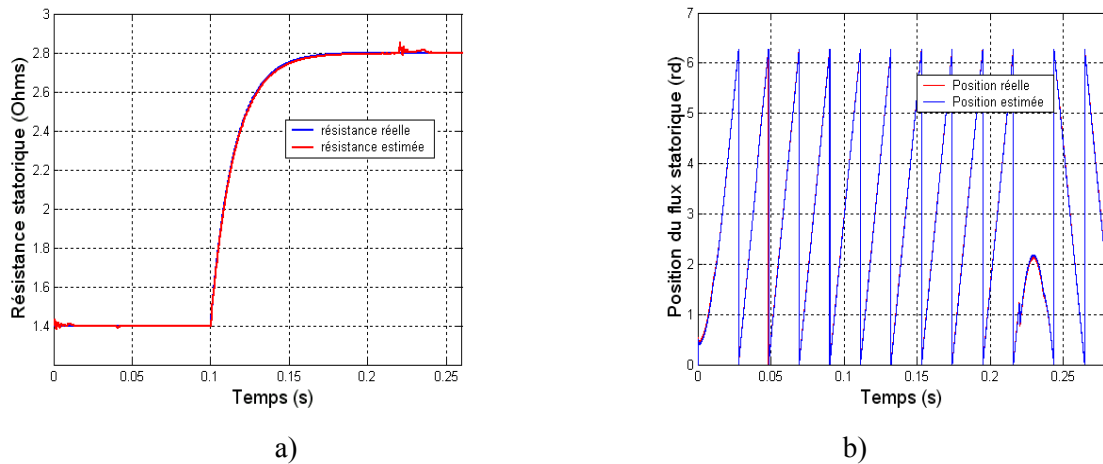 3
2.8
2.6
2.4
2.2
2
1.8
1.6
1.4
0
0.05
0.1
0.15
0.2
0.25
Résistance statorique (Ohms)
Temps (s)
résistance réelle
résistance estimée
a)
7
6
5
4
3
2
1
0
0
0.05
0.1
0.15
0.2
0.25
Position du flux statorique (rd)
Temps (s)
Position réelle
Position estimée
b)